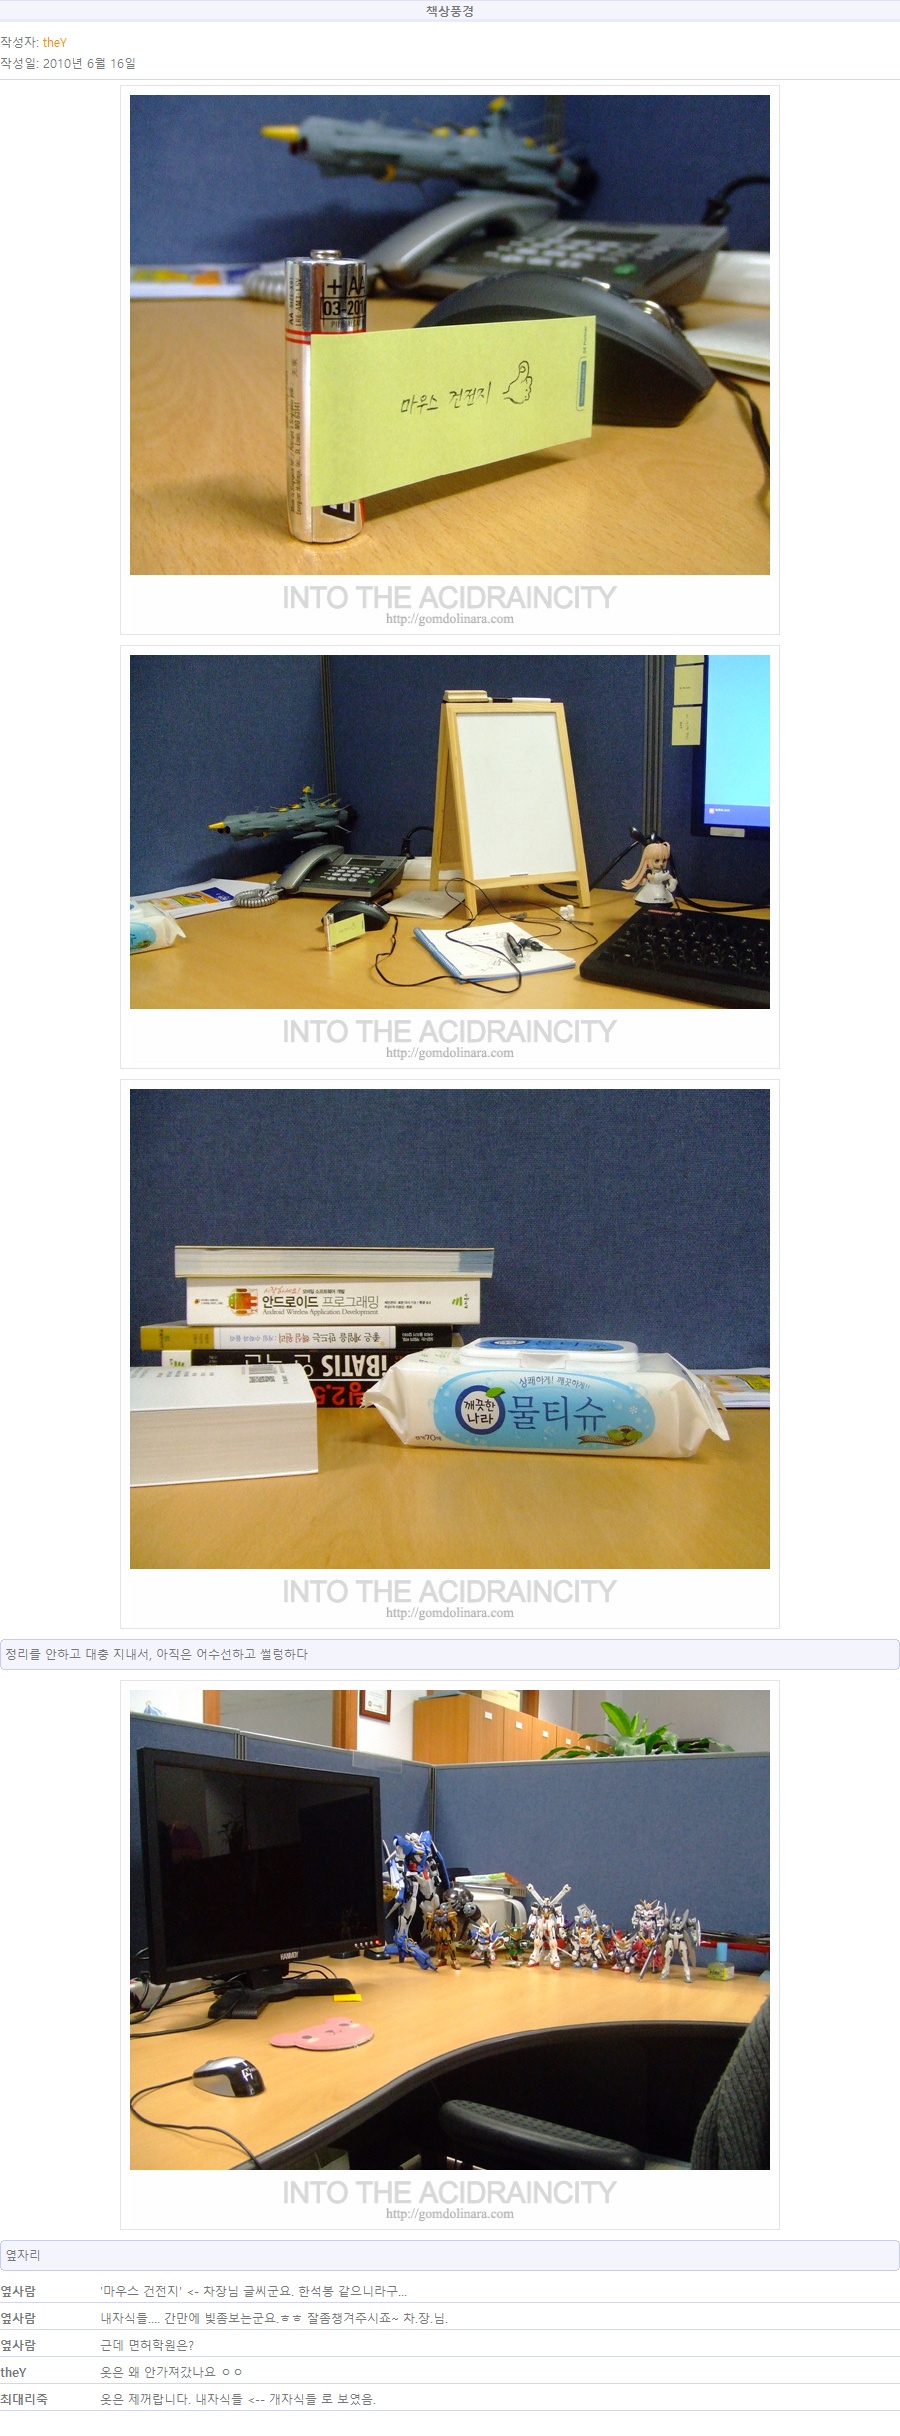 책상풍경
작성자: theY
작성일: 2010년 6월 16일
+ AA
03-201
마우스 건전지
INTO THE ACIDRAINCITY
http://gomdolinara.com
INTO THE ACIDRAINCITY
http://gomdolinara.com
안드로이드 프로그래밍
Android Wireless Application Development
iBATIS
2.5
상쾌하게! 깨끗하게!!
깨끗한
나라
물티슈
INTO THE ACIDRAINCITY
http://gomdolinara.com
정리를 안하고 대충 지내서, 아직은 어수선하고 썰렁하다
INTO THE ACIDRAINCITY
http://gomdolinara.com
옆자리
옆사람 '마우스 건전지' <- 차장님 글씨군요. 한석봉 같으니라구...
옆사람 내자식들.... 간만에 빛좀보는군요.ㅎㅎ 잘좀챙겨주시죠~ 차.장.님.
옆사람 근데 면허학원은?
theY 옷은 왜 안가져갔나요 ㅇㅇ
최대리죽 옷은 제꺼랍니다. 내자식들 <-- 개자식들 로 보였음.